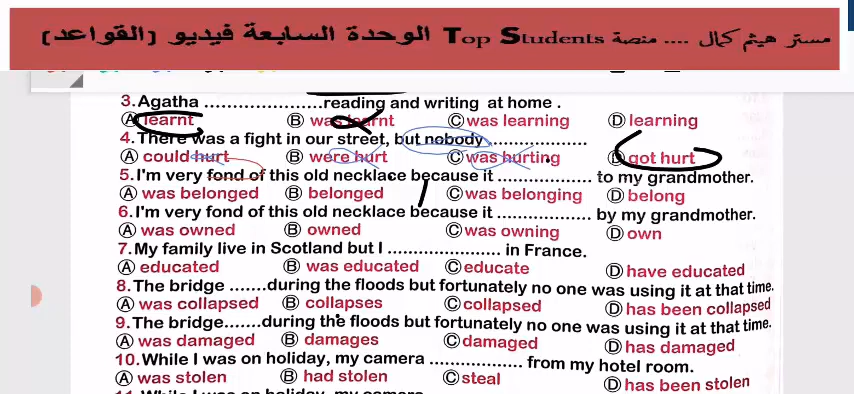 مستر هيثم كمال .... منصة Top Students الوحدة السابعة فيديو (القواعد)
3.Agatha ........................reading and writing at home .
Ⓐ learnt Ⓑ was learnt Ⓒ was learning Ⓓ learning
4.There was a fight in our street, but nobody .....................
Ⓐ could hurt Ⓑ were hurt Ⓒ was hurting Ⓓ got hurt
5.I'm very fond of this old necklace because it .................. to my grandmother.
Ⓐ was belonged Ⓑ belonged Ⓒ was belonging Ⓓ belong
6.I'm very fond of this old necklace because it .................. by my grandmother.
Ⓐ was owned Ⓑ owned Ⓒ was owning Ⓓ own
7.My family live in Scotland but I ...................... in France.
Ⓐ educated Ⓑ was educated Ⓒ educate Ⓓ have educated
8.The bridge .......during the floods but fortunately no one was using it at that time.
Ⓐ was collapsed Ⓑ collapses Ⓒ collapsed Ⓓ has been collapsed
9.The bridge.......during the floods but fortunately no one was using it at that time.
Ⓐ was damaged Ⓑ damages Ⓒ damaged Ⓓ has damaged
10.While I was on holiday, my camera ................... from my hotel room.
Ⓐ was stolen Ⓑ had stolen Ⓒ steal Ⓓ has been stolen